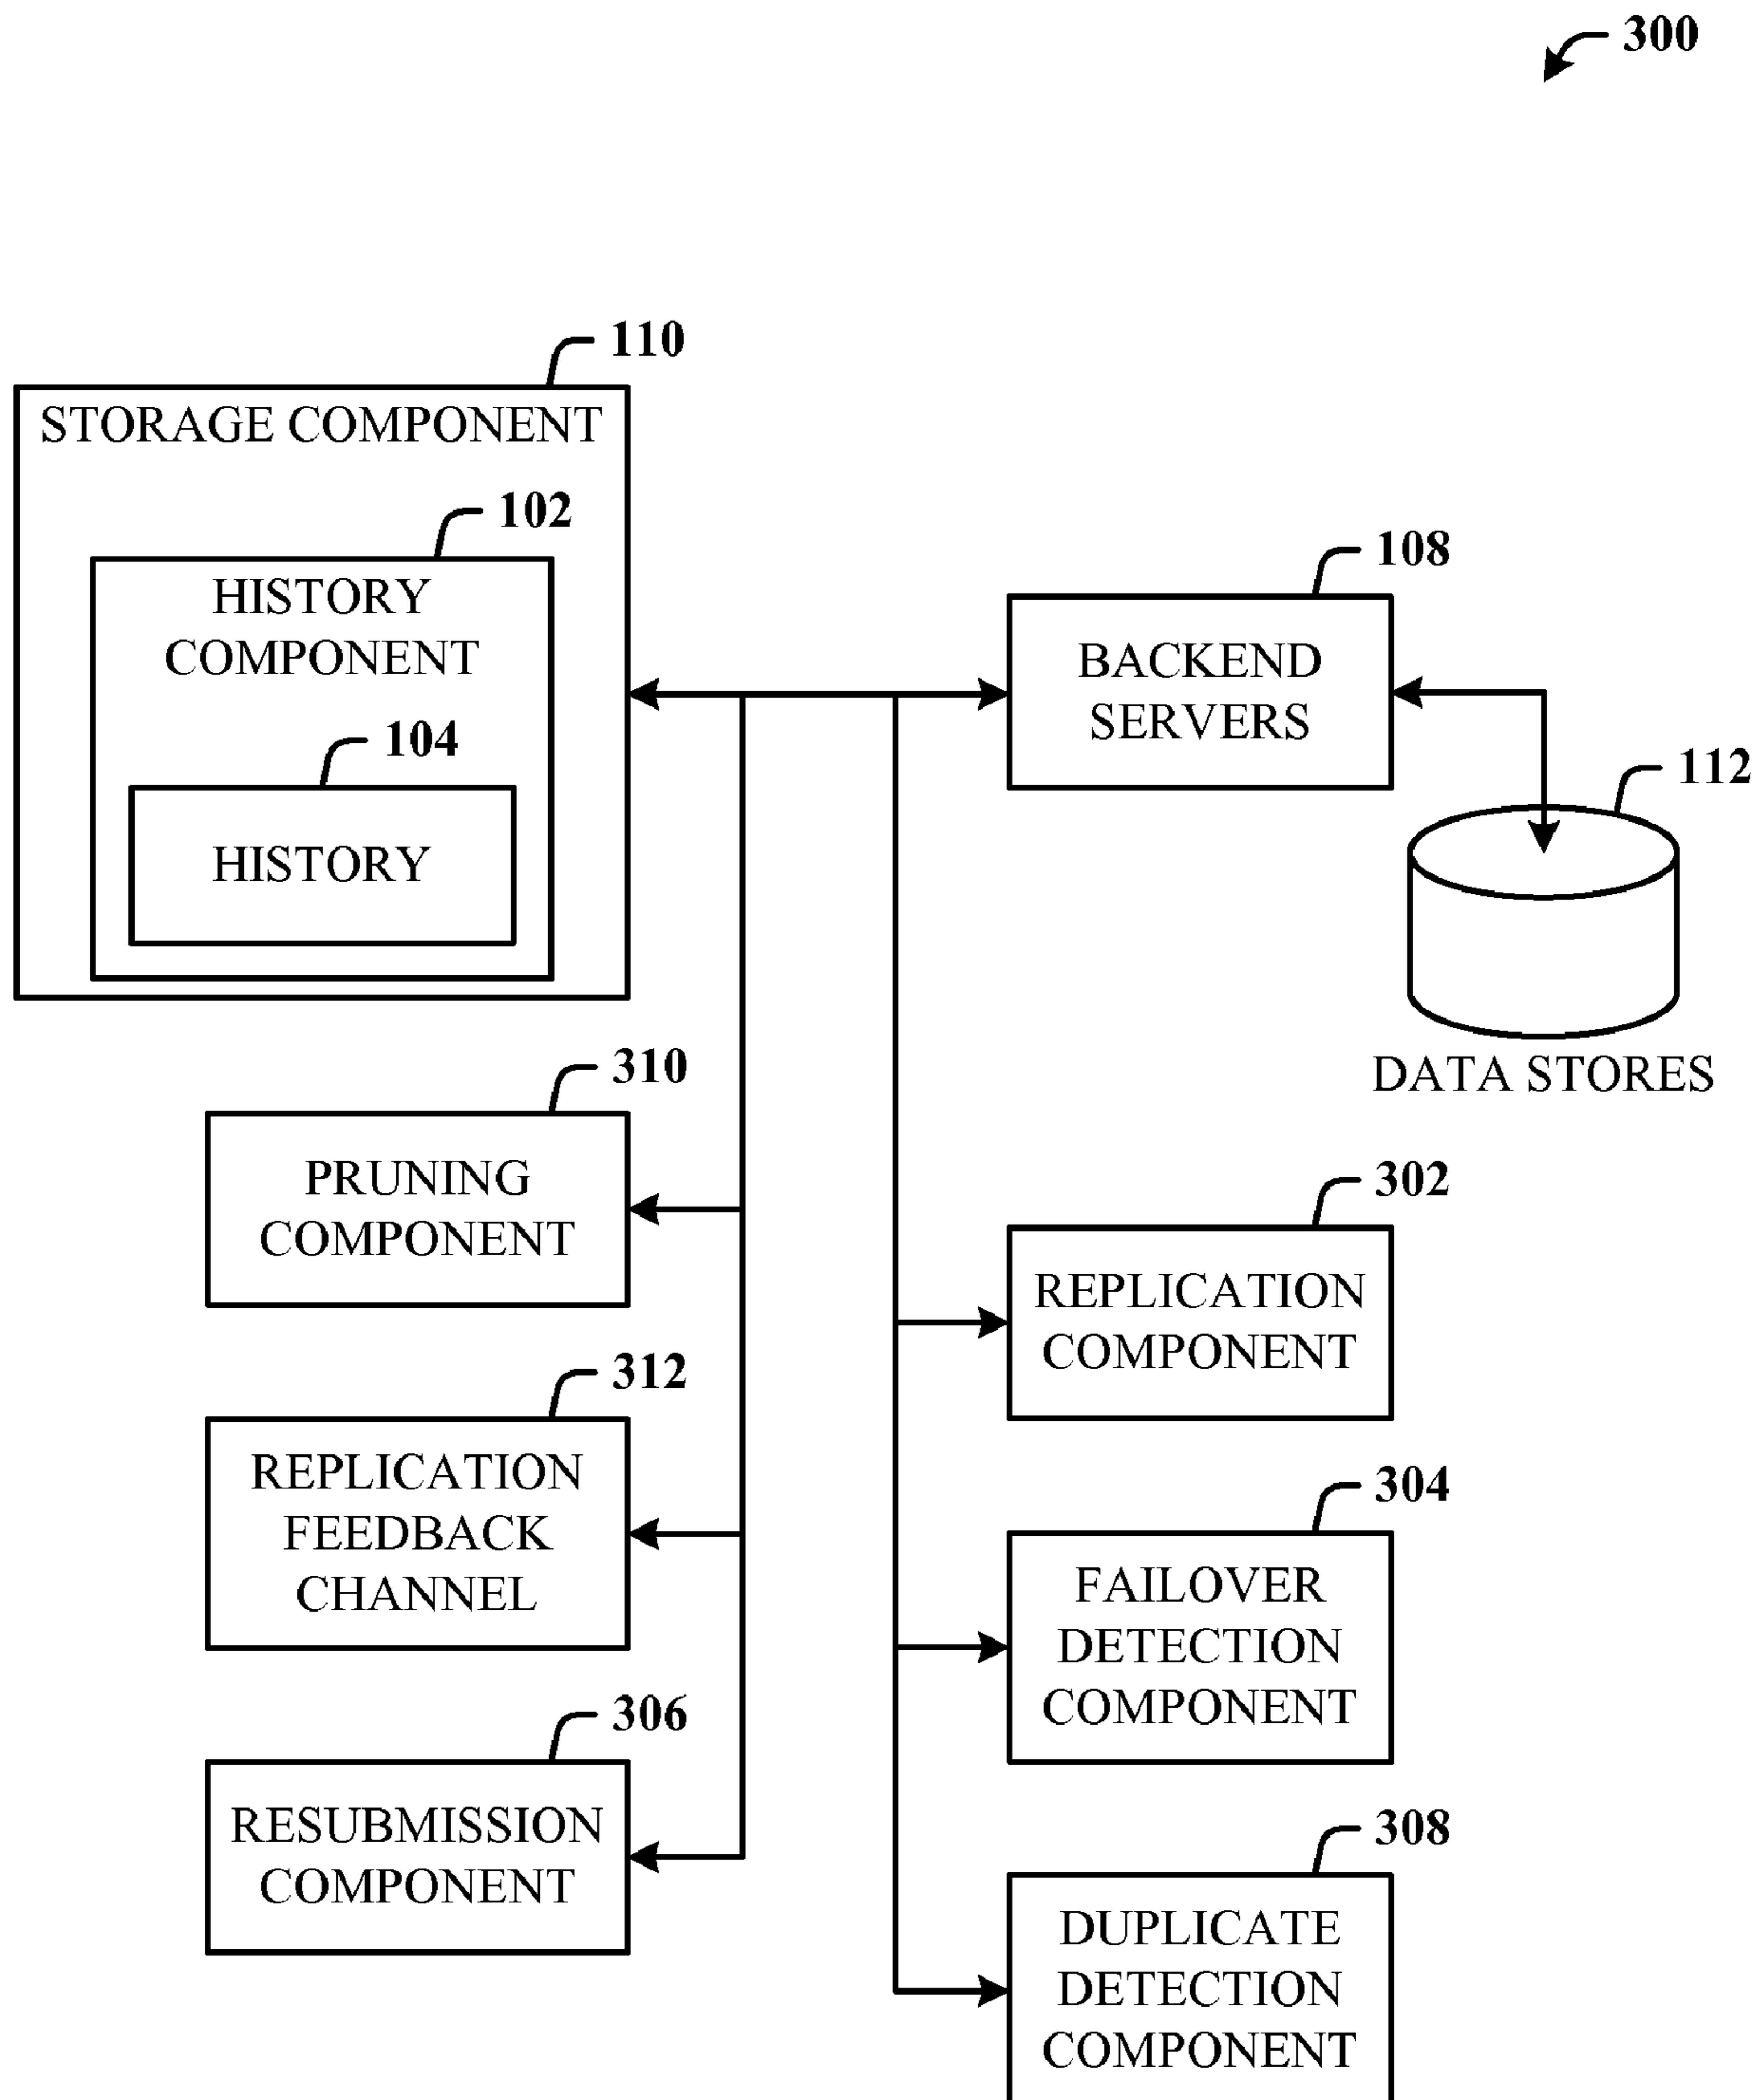 300
110
STORAGE COMPONENT
102
HISTORY
COMPONENT
104
HISTORY
108
BACKEND
SERVERS
112
DATA STORES
310
PRUNING
COMPONENT
302
REPLICATION
COMPONENT
312
REPLICATION
FEEDBACK
CHANNEL
304
FAILOVER
DETECTION
COMPONENT
306
RESUBMISSION
COMPONENT
308
DUPLICATE
DETECTION
COMPONENT